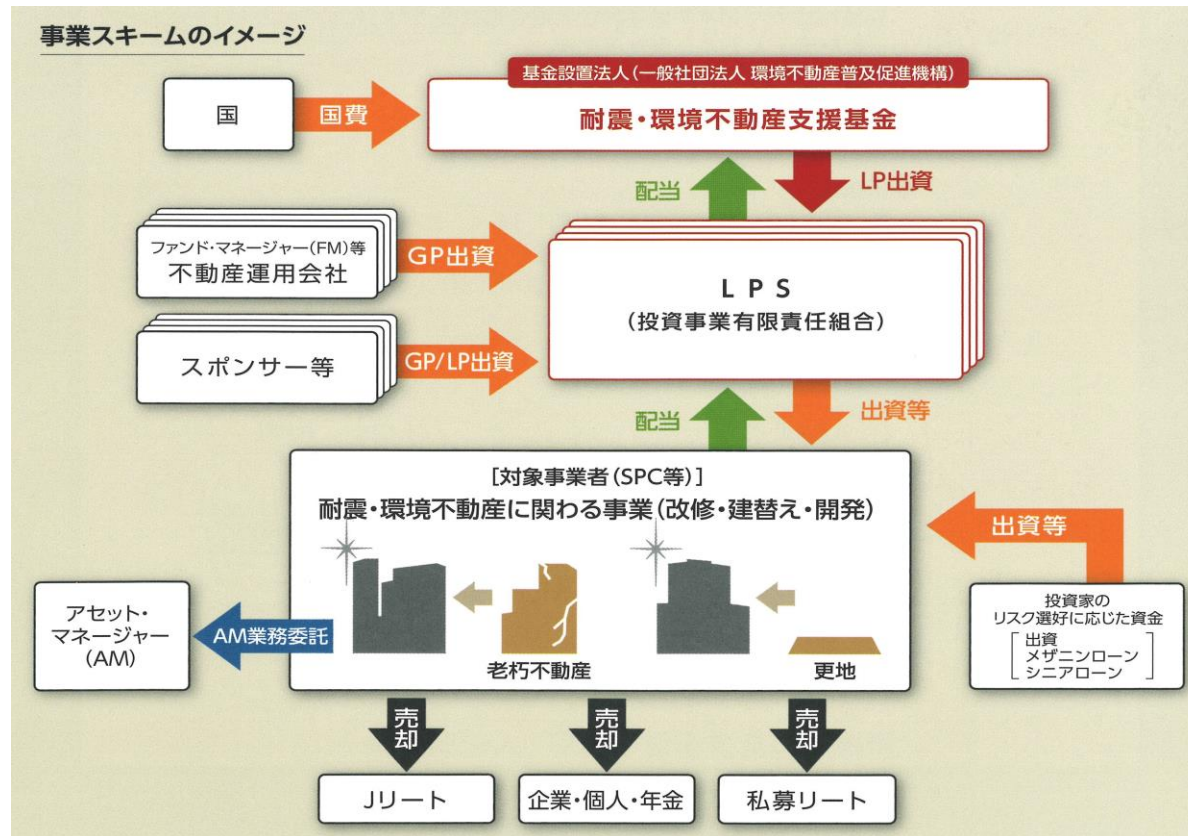 事業スキームのイメージ
基金設置法人(一般社団法人 環境不動産普及促進機構)
耐震・環境不動産支援基金
国
国費
配当
LP出資
ファンド・マネージャー(FM)等
不動産運用会社
GP出資
L P S
(投資事業有限責任組合)
スポンサー等
GP/LP出資
配当
出資等
[対象事業者(SPC等)]
耐震・環境不動産に関わる事業(改修・建替え・開発)
出資等
老朽不動産
更地
アセット・
マネージャー
(AM)
AM業務委託
投資家の
リスク選好に応じた資金
出資
メザニンローン
シニアローン
売却
売却
売却
Jリート
企業・個人・年金
私募リート